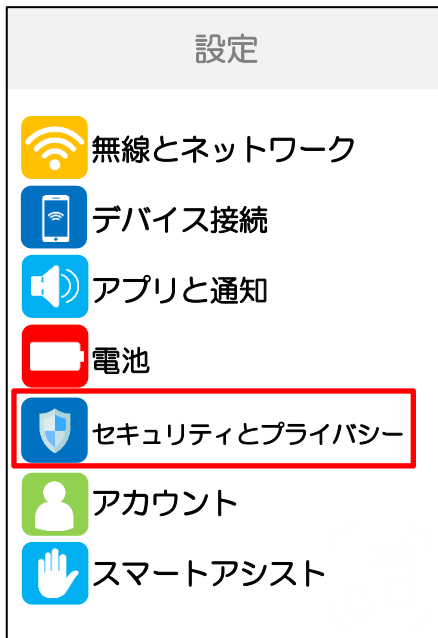 設定
無線とネットワーク
デバイス接続
アプリと通知
電池
セキュリティとプライバシー
アカウント
スマートアシスト